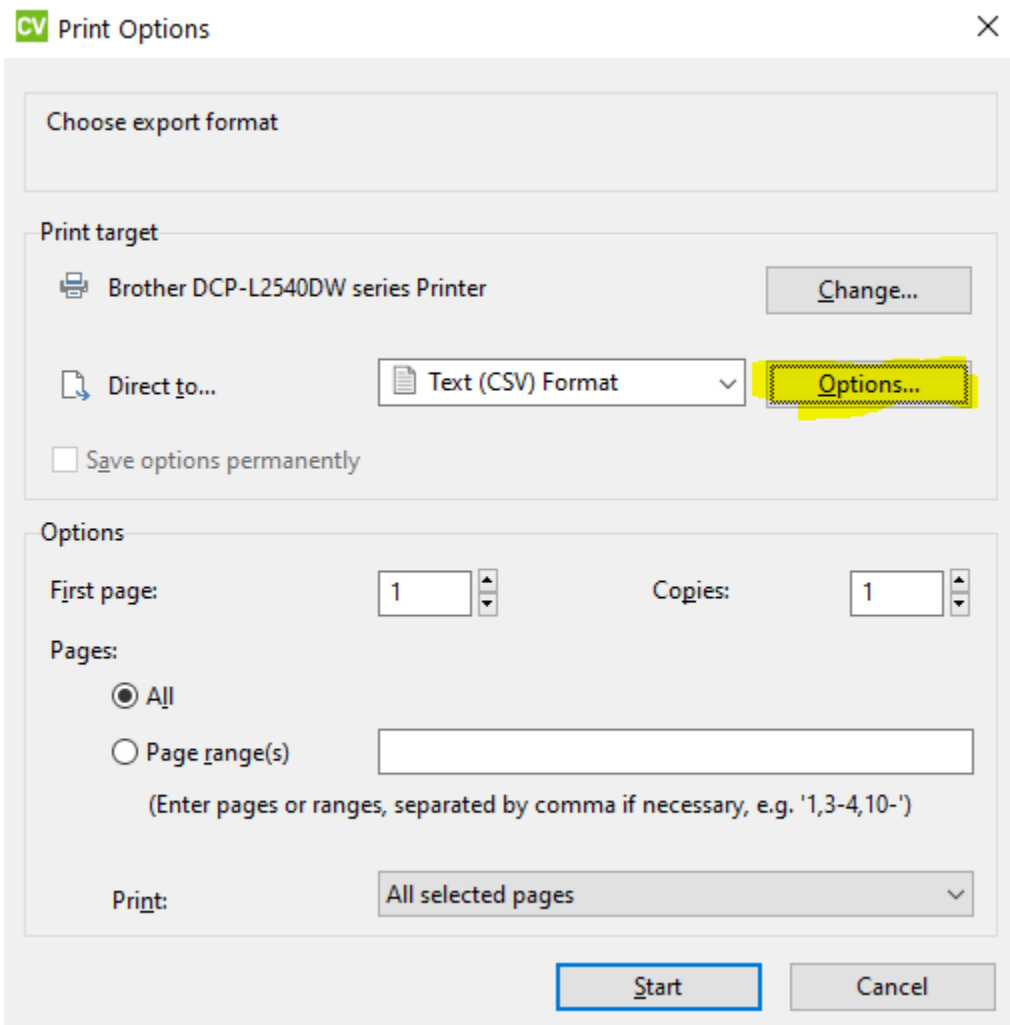 CV Print Options
Choose export format
Print target
Brother DCP-L2540DW series Printer
Change...
Direct to...
Text (CSV) Format
Options...
Save options permanently
Options
First page:
1
Copies:
1
Pages:
All
Page range(s)
(Enter pages or ranges, separated by comma if necessary, e.g. '1,3-4,10-')
Print:
All selected pages
Start
Cancel